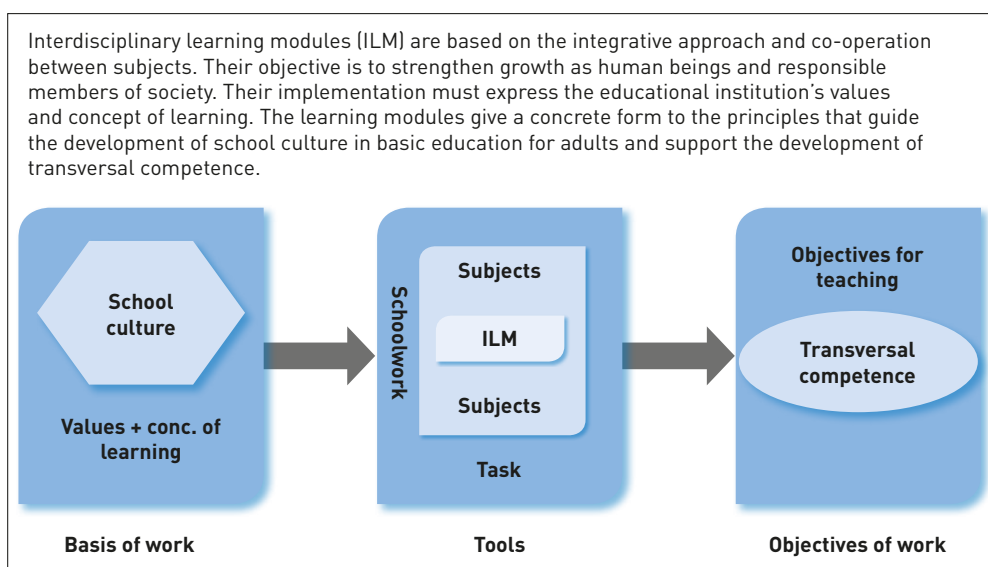 Interdisciplinary learning modules (ILM) are based on the integrative approach and co-operation
between subjects. Their objective is to strengthen growth as human beings and responsible
members of society. Their implementation must express the educational institution's values
and concept of learning. The learning modules give a concrete form to the principles that guide
the development of school culture in basic education for adults and support the development of
transversal competence.
School
culture
Values + conc. of
learning
Basis of work
Schoolwork
Subjects
ILM
Subjects
Task
Tools
Objectives for
teaching
Transversal
competence
Objectives of work